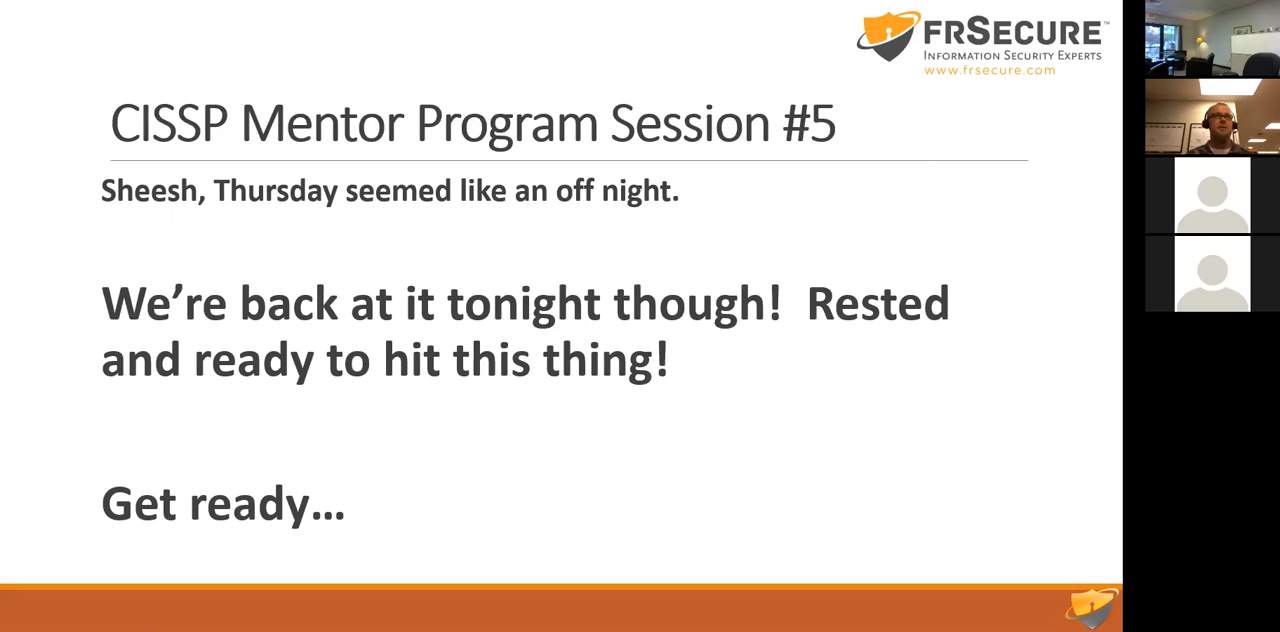 FRSECURE™
INFORMATION SECURITY EXPERTS
www.frsecure.com
CISSP Mentor Program Session #5
Sheesh, Thursday seemed like an off night.
We’re back at it tonight though!  Rested
and ready to hit this thing!
Get ready…